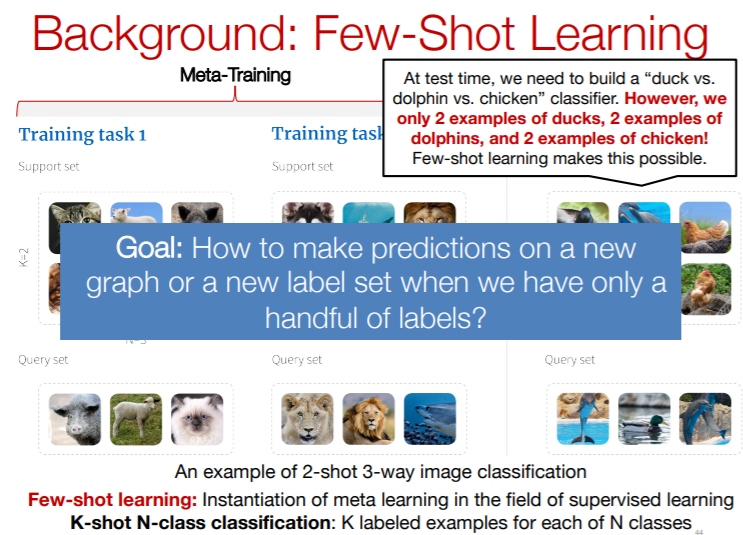 Background: Few-Shot Learning
Meta-Training
At test time, we need to build a “duck vs.
dolphin vs. chicken” classifier. However, we
only 2 examples of ducks, 2 examples of
dolphins, and 2 examples of chicken!
Few-shot learning makes this possible.
Training task 1
Training task
Support set
Support set
K=2
Goal: How to make predictions on a new
graph or a new label set when we have only a
handful of labels?
Query set
Query set
Query set
An example of 2-shot 3-way image classification
Few-shot learning: Instantiation of meta learning in the field of supervised learning
K-shot N-class classification: K labeled examples for each of N classes
44